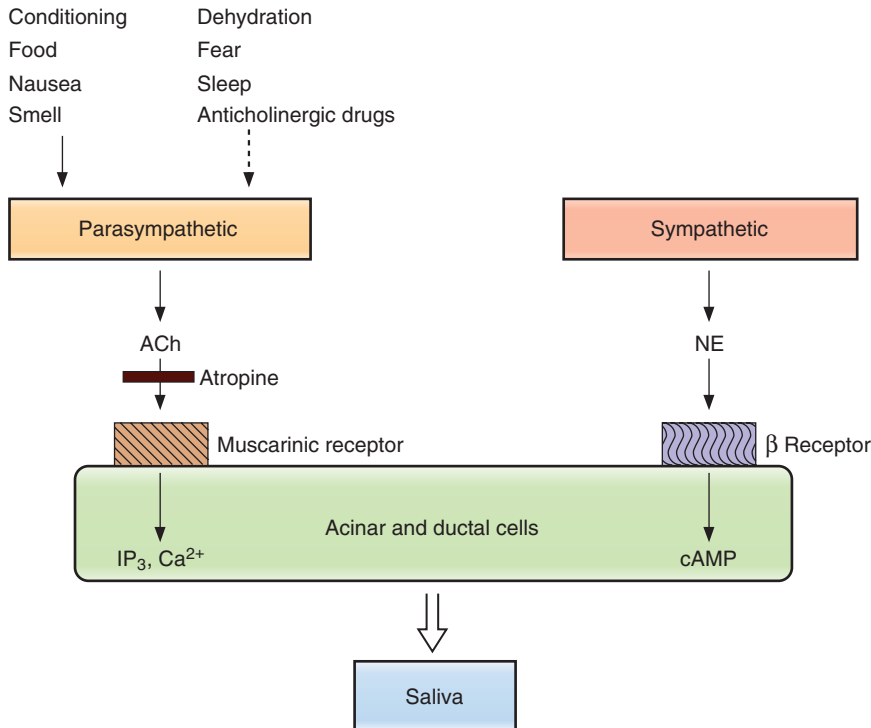 Conditioning
Food
Nausea
Smell
Dehydration
Fear
Sleep
Anticholinergic drugs
Parasympathetic
Sympathetic
ACh
NE
Atropine
Muscarinic receptor
β Receptor
Acinar and ductal cells
IP₃, Ca²⁺
cAMP
Saliva